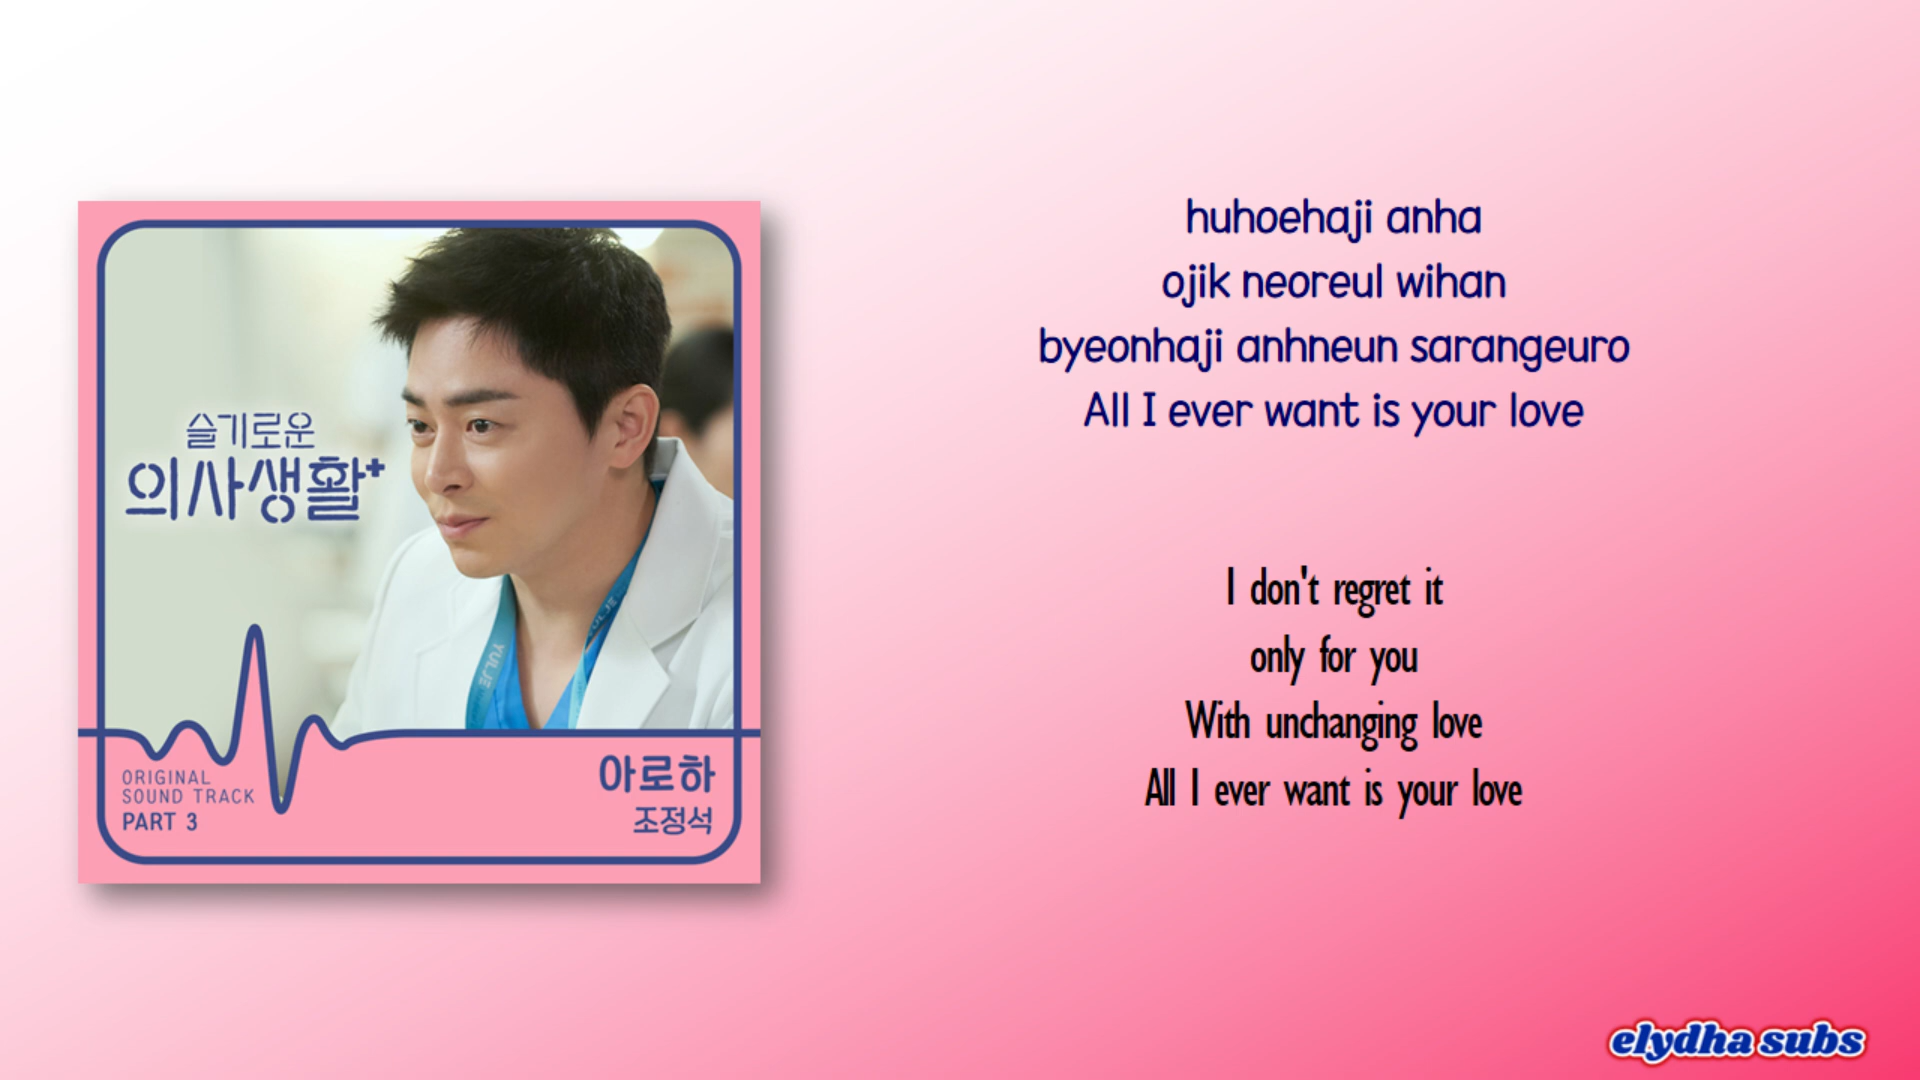 슬기로운
의사생활+
YULJE
YULJE
ORIGINAL
SOUND TRACK
PART 3
아로하
조정석
huhoehaji anha
ojik neoreul wihan
byeonhaji anhneun sarangeuro
All I ever want is your love
I don't regret it
only for you
With unchanging love
All I ever want is your love
elydha subs